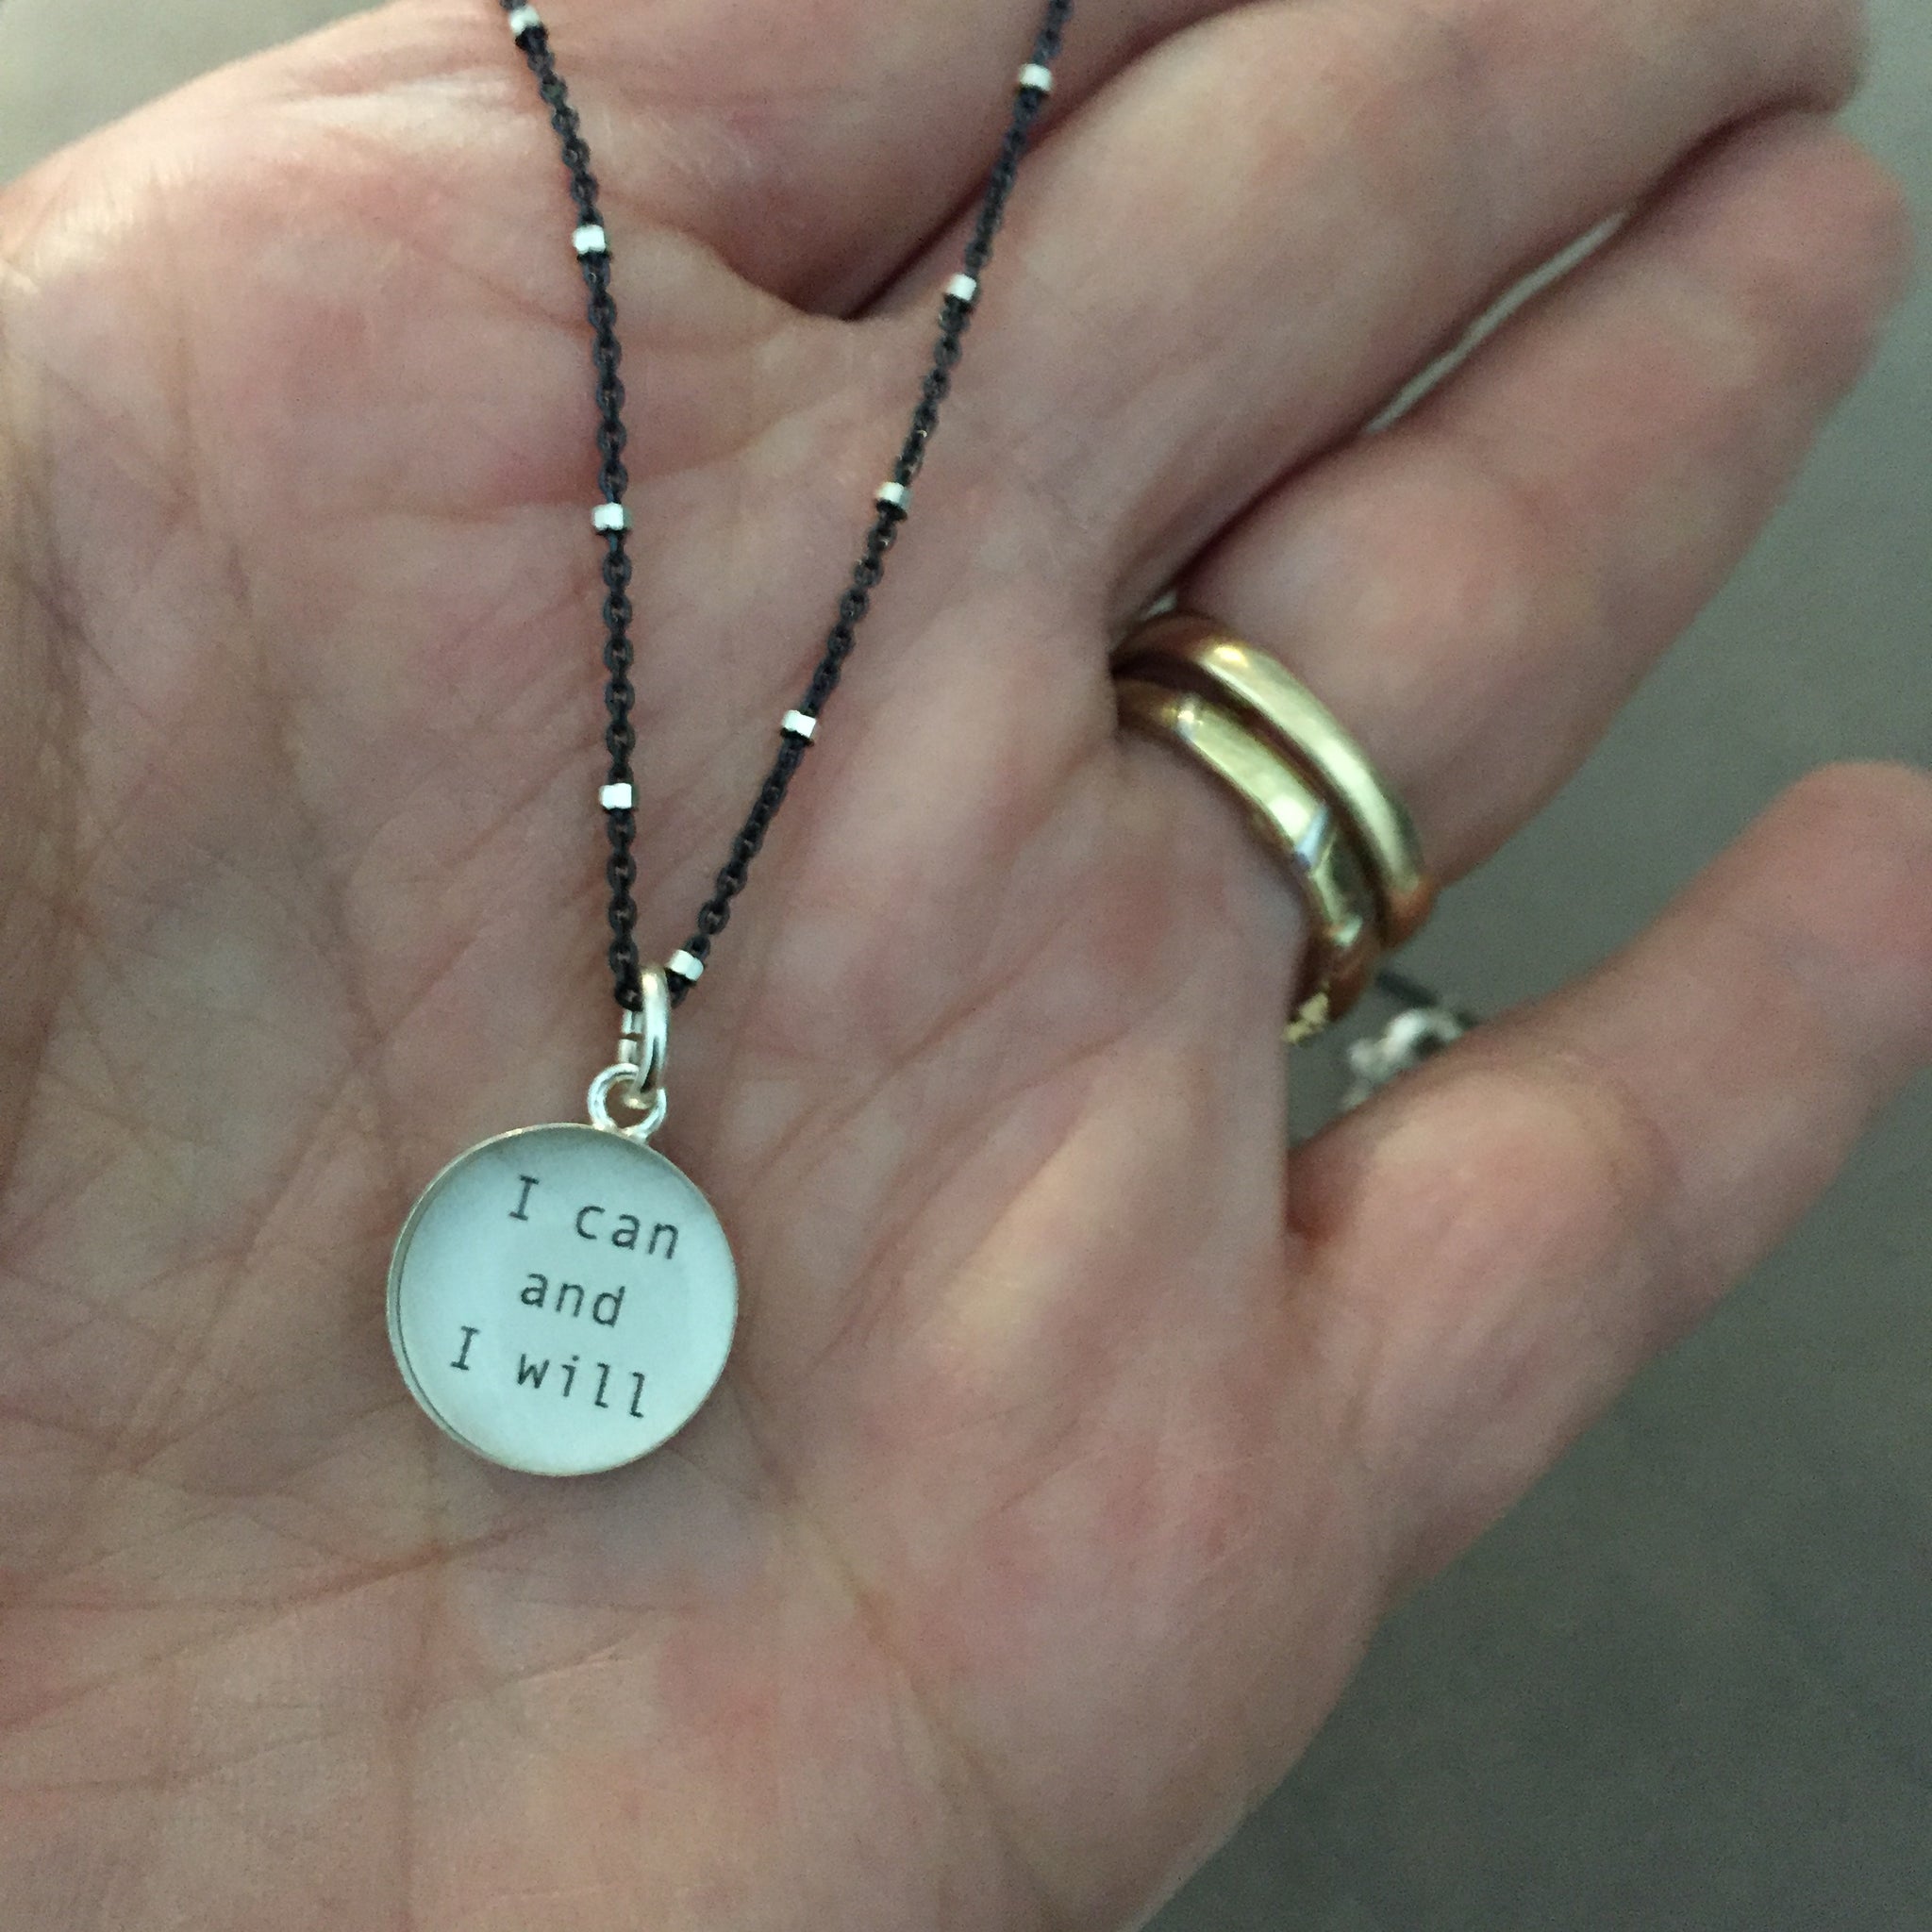 I can
and
I will